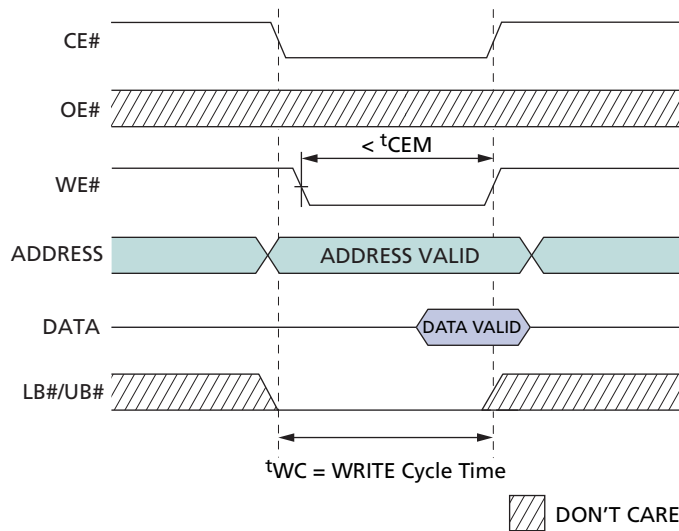 CE#
OE#
< tCEM
WE#
ADDRESS ADDRESS VALID
DATA DATA VALID
LB#/UB#
tWC = WRITE Cycle Time
DON'T CARE